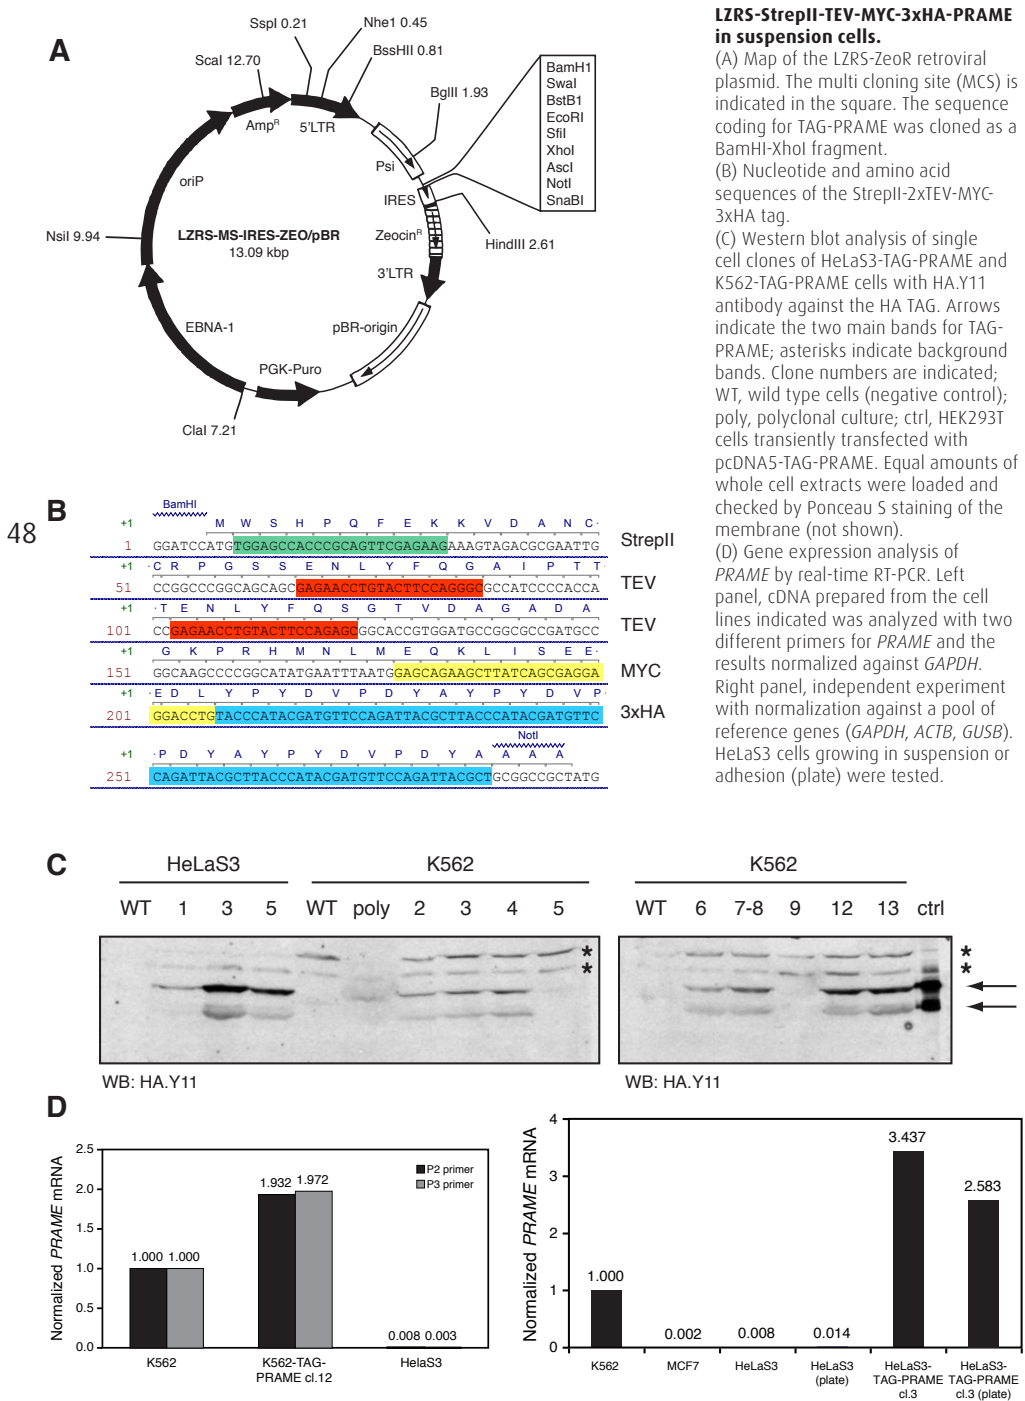 LZRS-StrepII-TEV-MYC-3xHA-PRAME
in suspension cells.
(A) Map of the LZRS-ZeoR retroviral
plasmid. The multi cloning site (MCS) is
indicated in the square. The sequence
coding for TAG-PRAME was cloned as a
BamHI-XhoI fragment.
(B) Nucleotide and amino acid
sequences of the StrepII-2xTEV-MYC-
3xHA tag.
(C) Western blot analysis of single
cell clones of HeLaS3-TAG-PRAME and
K562-TAG-PRAME cells with HA.Y11
antibody against the HA TAG. Arrows
indicate the two main bands for TAG-
PRAME; asterisks indicate background
bands. Clone numbers are indicated;
WT, wild type cells (negative control);
poly, polyclonal culture; ctrl, HEK293T
cells transiently transfected with
pcDNA5-TAG-PRAME. Equal amounts of
whole cell extracts were loaded and
checked by Ponceau S staining of the
membrane (not shown).
(D) Gene expression analysis of
PRAME by real-time RT-PCR. Left
panel, cDNA prepared from the cell
lines indicated was analyzed with two
different primers for PRAME and the
results normalized against GAPDH.
Right panel, independent experiment
with normalization against a pool of
reference genes (GAPDH, ACTB, GUSB).
HeLaS3 cells growing in suspension or
adhesion (plate) were tested.
48
A
SspI 0.21
Nhe1 0.45
BssHII 0.81
ScaI 12.70
BglII 1.93
AmpR
5'LTR
Psi
oriP
IRES
NsiI 9.94
LZRS-MS-IRES-ZEO/pBR
13.09 kbp
ZeocinR
HindIII 2.61
3'LTR
EBNA-1
pBR-origin
PGK-Puro
ClaI 7.21
BamH1
SwaI
BstB1
EcoRI
SfiI
XhoI
AscI
NotI
SnaBI
B
BamHI
+1 M W S H P Q F E K K V D A N C·
1 GGATCCATGTGGAGCCACCCGCAGTTCGAGAAGAAAGTAGACGCGAATTG StrepII
+1 ·C R P G S S E N L Y F Q G A I P T T
51 CCGGCCCGGCAGCAGCGAGAACCTGTACTTCCAGGGCGCCATCCCCACCA TEV
+1 ·T E N L Y F Q S G T V D A G A D A
101 CCGAGAACCTGTACTTCCAGAGCGGCACCGTGGATGCCGGCGCCGATGCC TEV
+1 G K P R H M N L M E Q K L I S E E·
151 GGCAAGCCCCGGCATATGAATTTAATGGAGCAGAAGCTTATCAGCGAGGA MYC
+1 ·E D L Y P Y D V P D Y A Y P Y D V P·
201 GGACCTGTACCCATACGATGTTCCAGATTACGCTTACCCATACGATGTTC 3xHA
NotI
+1 ·P D Y A Y P Y D V P D Y A A A A
251 CAGATTACGCTTACCCATACGATGTTCCAGATTACGCTGCGGCCGCTATG
C
HeLaS3
K562
K562
WT 1 3 5 WT poly 2 3 4 5
WT 6 7-8 9 12 13 ctrl
*
*
*
*
WB: HA.Y11
WB: HA.Y11
D
Normalized PRAME mRNA
2.5
2.0
1.5
1.0
0.5
0.0
P2 primer
P3 primer
1.000 1.000
1.932 1.972
0.008 0.003
K562
K562-TAG-
PRAME cl.12
HelaS3
Normalized PRAME mRNA
4
3
2
1
0
1.000
0.002
0.008
0.014
3.437
2.583
K562
MCF7
HeLaS3
HeLaS3
(plate)
HeLaS3-
TAG-PRAME
cl.3
HeLaS3-
TAG-PRAME
cl.3 (plate)